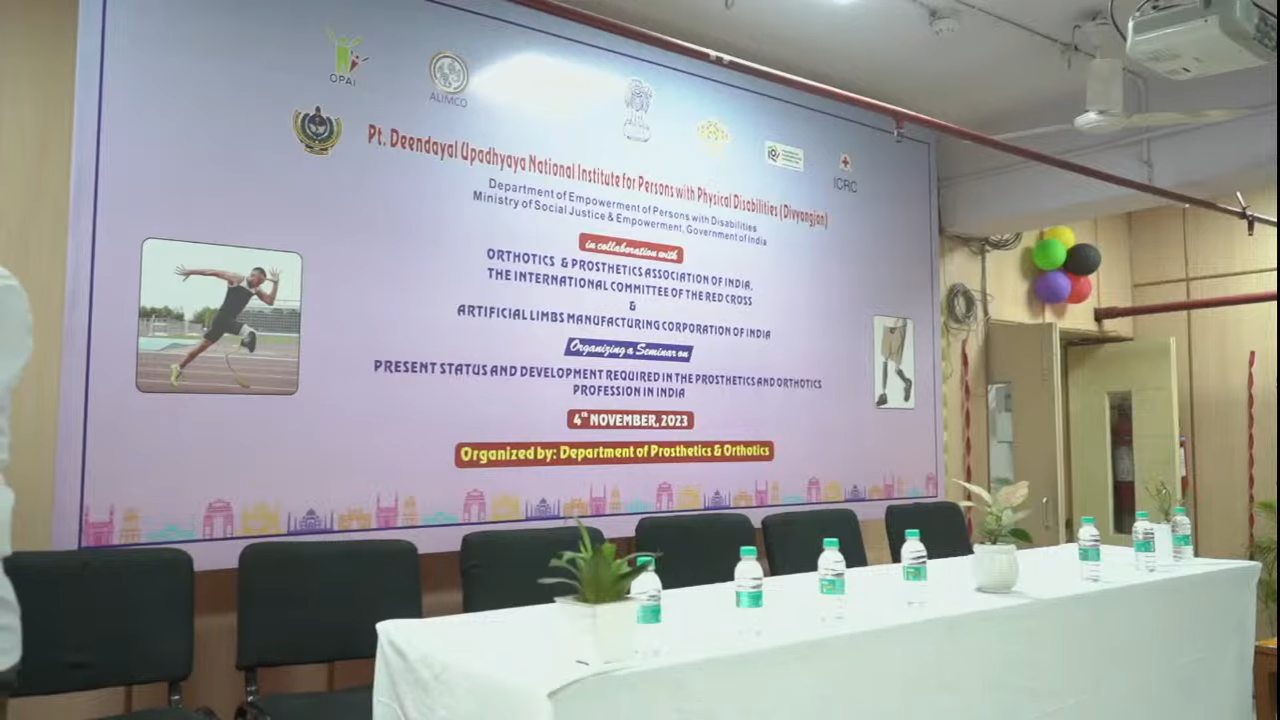 OPAI
ALIMCO
ICRC
Pt. Deendayal Upadhyaya National Institute for Persons with Physical Disabilities (Divyangjan)
Department of Empowerment of Persons with Disabilities
Ministry of Social Justice & Empowerment, Government of India
in collaboration with
ORTHOTICS & PROSTHETICS ASSOCIATION OF INDIA,
THE INTERNATIONAL COMMITTEE OF THE RED CROSS
&
ARTIFICIAL LIMBS MANUFACTURING CORPORATION OF INDIA
Organizing a Seminar on
PRESENT STATUS AND DEVELOPMENT REQUIRED IN THE PROSTHETICS AND ORTHOTICS
PROFESSION IN INDIA
4th NOVEMBER, 2023
Organized by: Department of Prosthetics & Orthotics